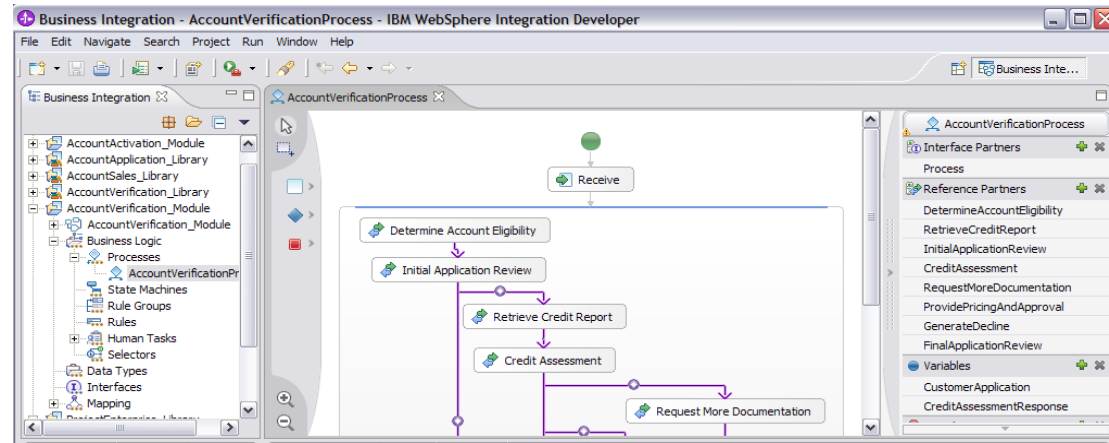 Business Integration - AccountVerificationProcess - IBM WebSphere Integration Developer
File Edit Navigate Search Project Run Window Help
Business Inte...
Business Integration
AccountActivation_Module
AccountApplication_Library
AccountSales_Library
AccountVerification_Library
AccountVerification_Module
AccountVerification_Module
Business Logic
Processes
AccountVerificationPr
State Machines
Rule Groups
Rules
Human Tasks
Selectors
Data Types
Interfaces
Mapping
AccountVerificationProcess
Receive
Determine Account Eligibility
Initial Application Review
Retrieve Credit Report
Credit Assessment
Request More Documentation
AccountVerificationProcess
Interface Partners
Process
Reference Partners
DetermineAccountEligibility
RetrieveCreditReport
InitialApplicationReview
CreditAssessment
RequestMoreDocumentation
ProvidePricingAndApproval
GenerateDecline
FinalApplicationReview
Variables
CustomerApplication
CreditAssessmentResponse